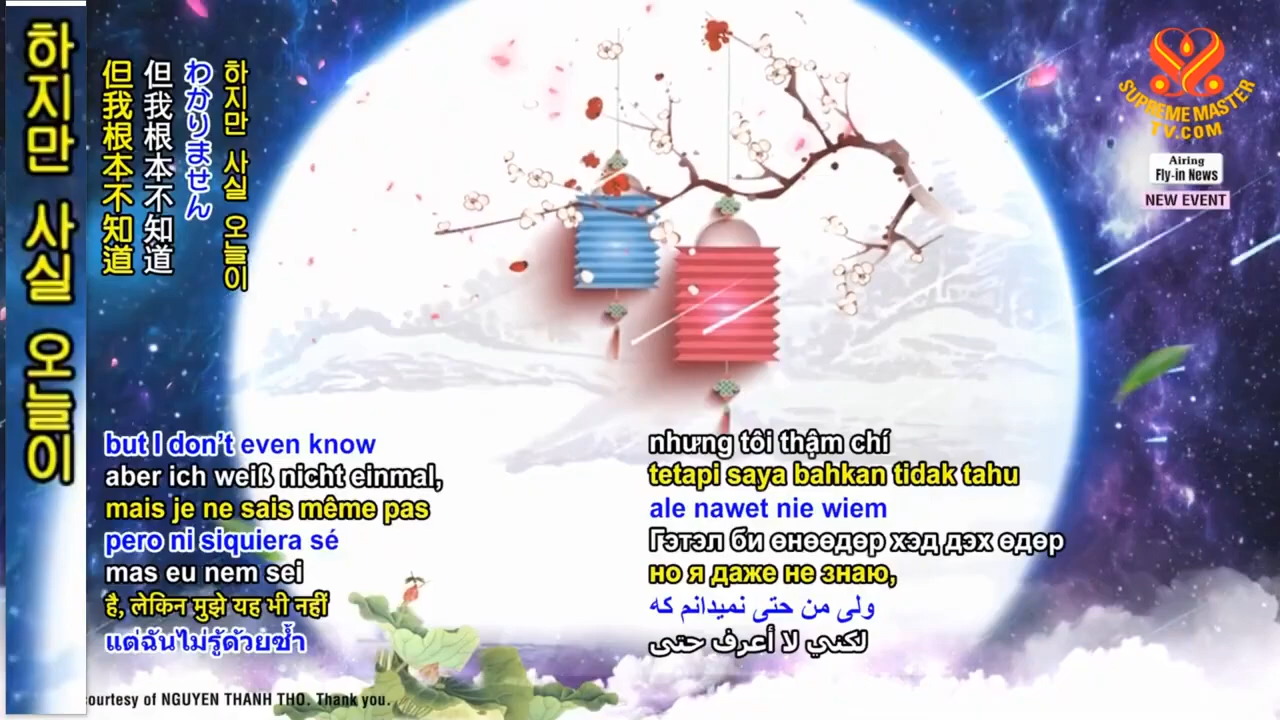 하지만 사실 오늘이
但我根本不知道
但我根本不知道
わかりません
하지만 사실 오늘이
SUPREME MASTER
TV.COM
Airing
Fly-in News
NEW EVENT
but I don't even know
aber ich weiß nicht einmal,
mais je ne sais même pas
pero ni siquiera sé
mas eu nem sei
है, लेकिन मुझे यह भी नहीं
แต่ฉันไม่รู้ด้วยซ้ำ
nhưng tôi thậm chí
tetapi saya bahkan tidak tahu
ale nawet nie wiem
Гэтэл би өнөөдөр хэд дэх өдөр
но я даже не знаю,
ولی من حتی نمیدانم که
لكنني لا أعرف حتى
courtesy of NGUYEN THANH THO. Thank you.